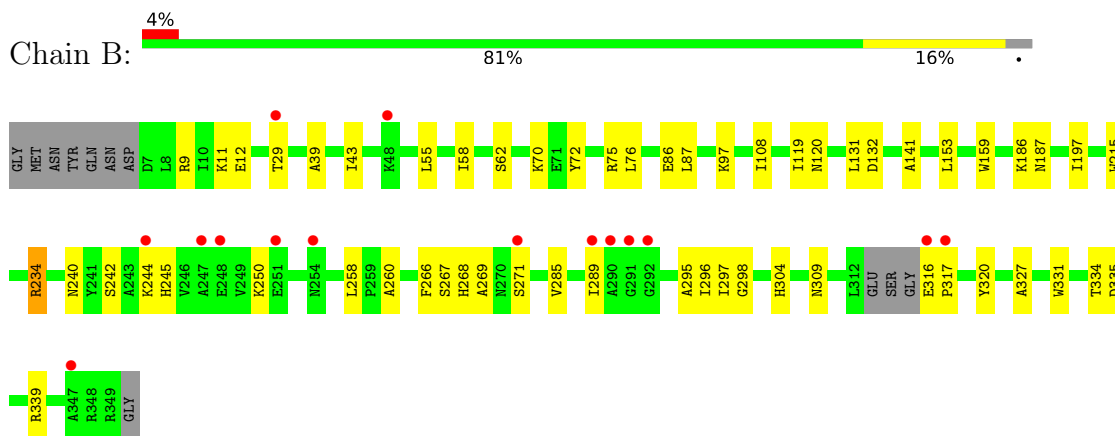 4%
Chain B:
81% 16% •
GLY MET ASN TYR GLN ASN ASP D7 L8 R9 I10 K11 E12 T29 A39 I43 K48 L55 I58 S62 K70 E71 Y72 R75 L76 E86 L87 K97 I108 I119 N120 L131 D132 A141 L153 W159 K186 N187 I197
R234 N240 Y241 S242 A243 K244 H245 V246 A247 E248 V249 K250 E251 N254 L258 P259 A260 F266 S267 H268 A269 N270 S271 V285 I289 A290 G291 G292 A295 I296 I297 G298 H304 N309 L312 GLU SER GLY E316 P317 Y320 A327 W331 T334 D335
R339 A347 R348 R349 GLY